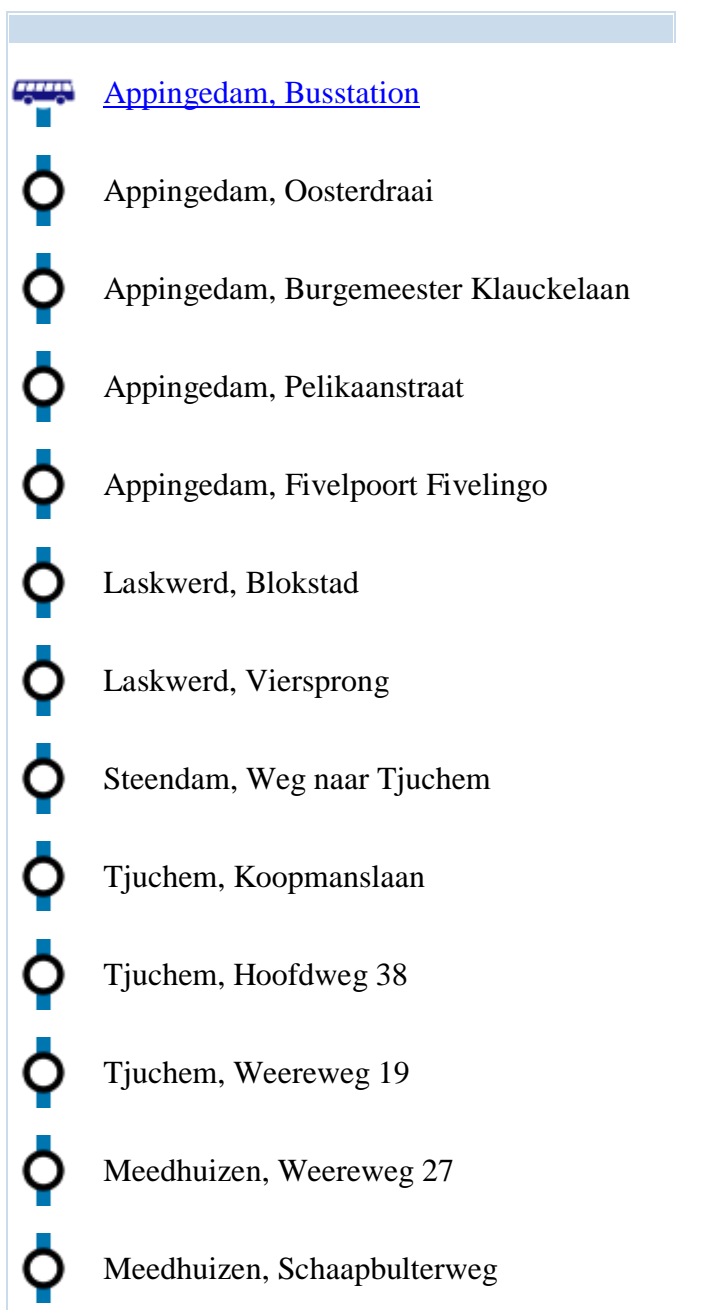 Appingedam, Busstation
Appingedam, Oosterdraai
Appingedam, Burgemeester Klauckelaan
Appingedam, Pelikaanstraat
Appingedam, Fivelpoort Fivelingo
Laskwerd, Blokstad
Laskwerd, Viersprong
Steendam, Weg naar Tjuchem
Tjuchem, Koopmanslaan
Tjuchem, Hoofdweg 38
Tjuchem, Weereweg 19
Meedhuizen, Weereweg 27
Meedhuizen, Schaapbulterweg